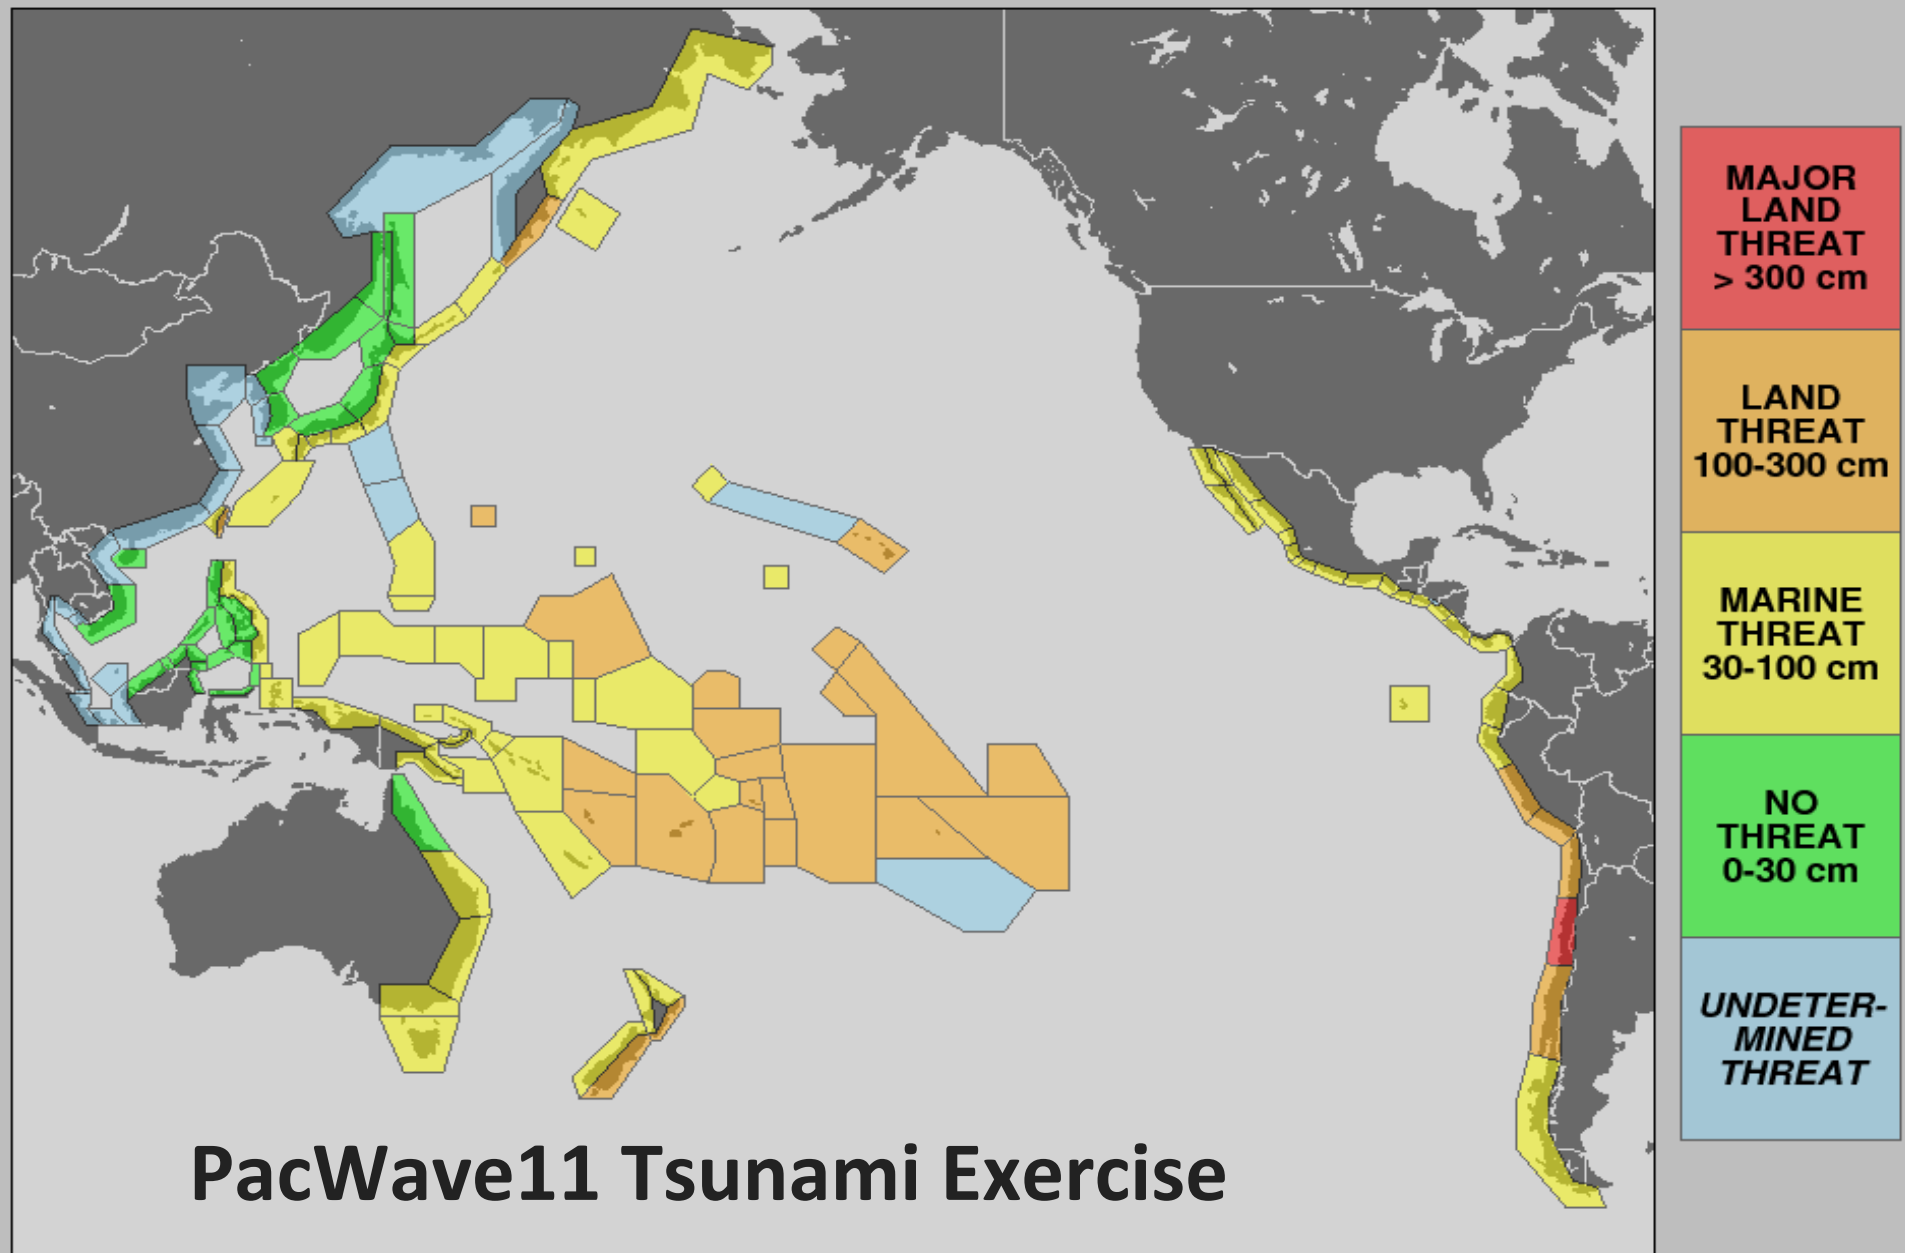 MAJOR
LAND
THREAT
> 300 cm
LAND
THREAT
100-300 cm
MARINE
THREAT
30-100 cm
NO
THREAT
0-30 cm
UNDETER-
MINED
THREAT
PacWave11 Tsunami Exercise